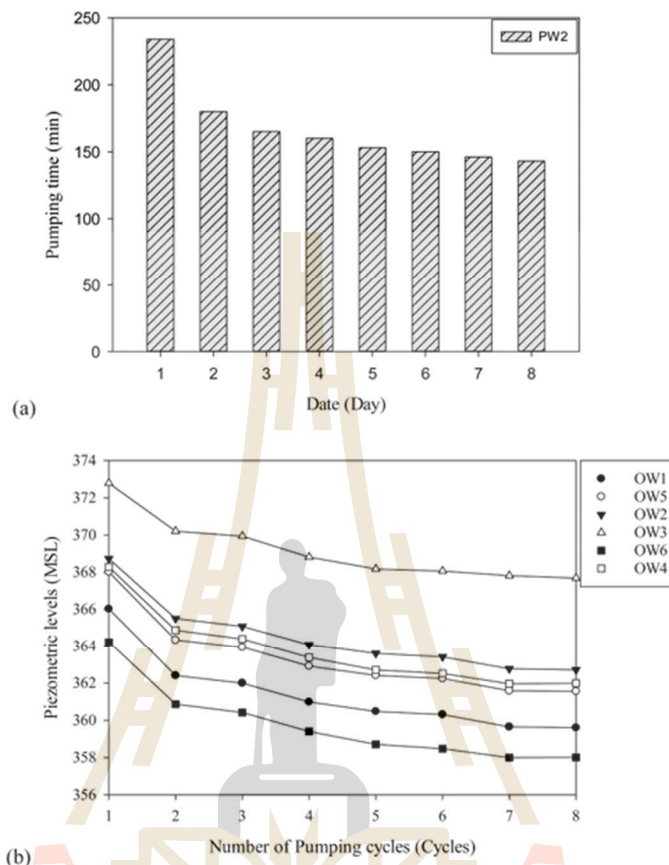 250
200
150
100
50
0
Pumping time (min)
PW2
1 2 3 4 5 6 7 8
Date (Day)
(a)
374
372
370
368
366
364
362
360
358
356
Piezometric levels (MSL)
OW1
OW5
OW2
OW3
OW6
OW4
1 2 3 4 5 6 7 8
Number of Pumping cycles (Cycles)
(b)